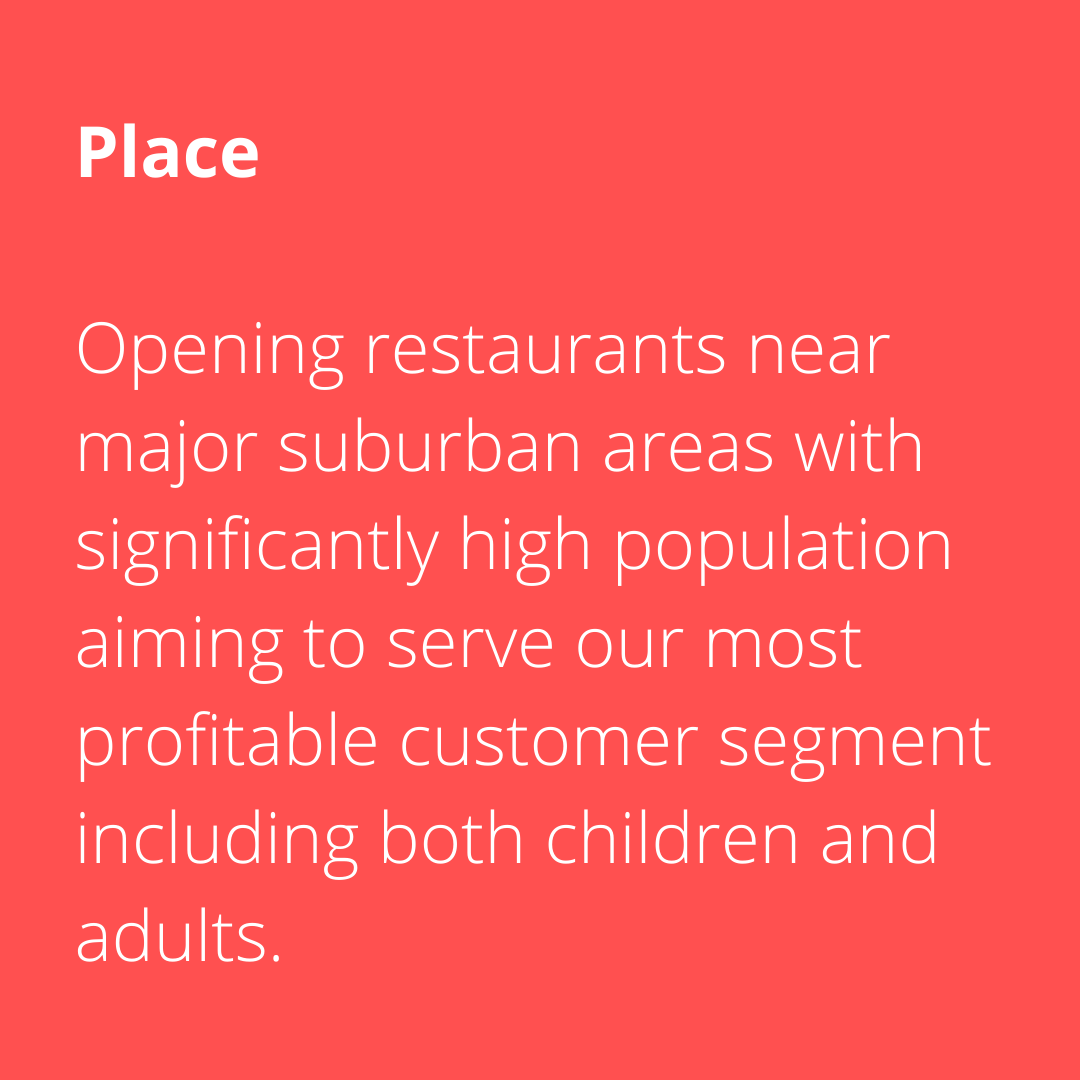 Place
Opening restaurants near
major suburban areas with
significantly high population
aiming to serve our most
profitable customer segment
including both children and
adults.